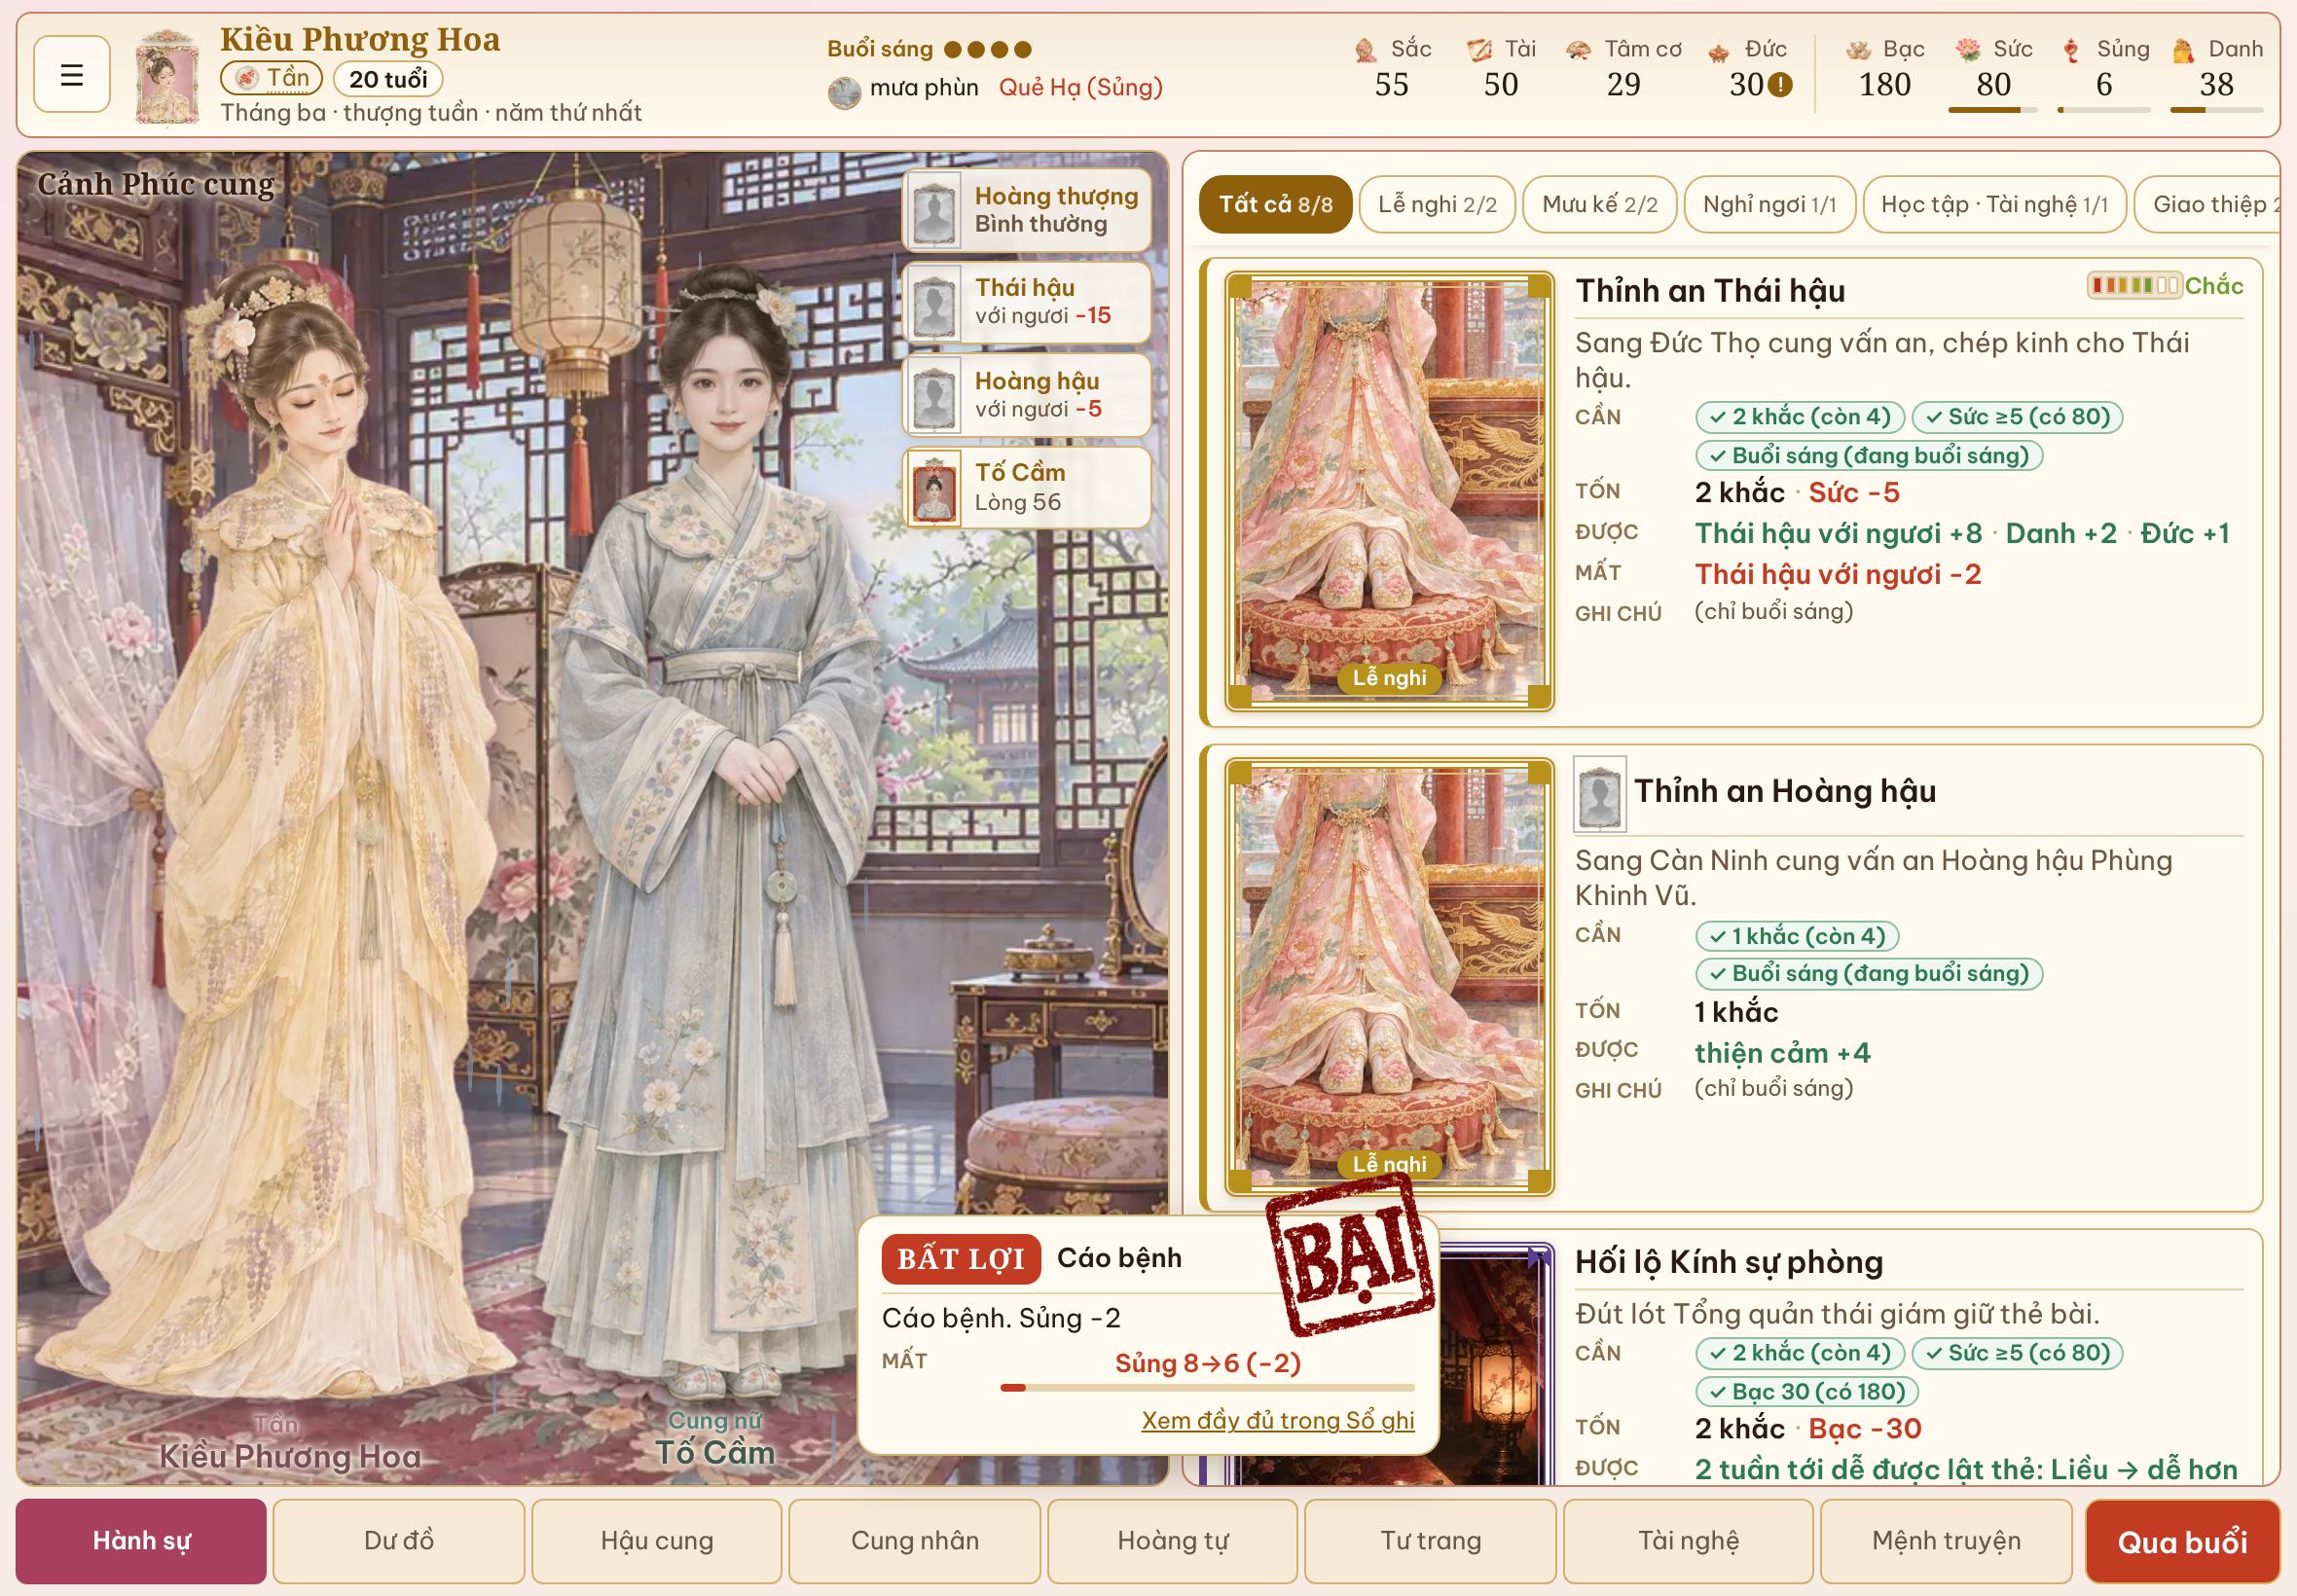 ☰
Kiều Phương Hoa
Tần
20 tuổi
Tháng ba · thượng tuần · năm thứ nhất
Buổi sáng
mưa phùn Quẻ Hạ (Sủng)
Sắc
55
Tài
50
Tâm cơ
29
Đức
30 !
Bạc
180
Sức
80
Sủng
6
Danh
38
Cảnh Phúc cung
Hoàng thượng
Bình thường
Thái hậu
với ngươi -15
Hoàng hậu
với ngươi -5
Tố Cầm
Lòng 56
Tần
Kiều Phương Hoa
Cung nữ
Tố Cầm
Tất cả 8/8
Lễ nghi 2/2
Mưu kế 2/2
Nghỉ ngơi 1/1
Học tập · Tài nghệ 1/1
Giao thiệp
Lễ nghi
Thỉnh an Thái hậu
Chắc
Sang Đức Thọ cung vấn an, chép kinh cho Thái
hậu.
CẦN ✓ 2 khắc (còn 4) ✓ Sức ≥5 (có 80)
✓ Buổi sáng (đang buổi sáng)
TỐN 2 khắc · Sức -5
ĐƯỢC Thái hậu với ngươi +8 · Danh +2 · Đức +1
MẤT Thái hậu với ngươi -2
GHI CHÚ (chỉ buổi sáng)
Lễ nghi
Thỉnh an Hoàng hậu
Sang Càn Ninh cung vấn an Hoàng hậu Phùng
Khinh Vũ.
CẦN ✓ 1 khắc (còn 4)
✓ Buổi sáng (đang buổi sáng)
TỐN 1 khắc
ĐƯỢC thiện cảm +4
GHI CHÚ (chỉ buổi sáng)
Hối lộ Kính sự phòng
Đút lót Tổng quản thái giám giữ thẻ bài.
CẦN ✓ 2 khắc (còn 4) ✓ Sức ≥5 (có 80)
✓ Bạc 30 (có 180)
TỐN 2 khắc · Bạc -30
ĐƯỢC 2 tuần tới dễ được lật thẻ: Liều → dễ hơn
BẤT LỢI Cáo bệnh
BẠI
Cáo bệnh. Sủng -2
MẤT Sủng 8→6 (-2)
Xem đầy đủ trong Sổ ghi
Hành sự
Dư đồ
Hậu cung
Cung nhân
Hoàng tự
Tư trang
Tài nghệ
Mệnh truyện
Qua buổi